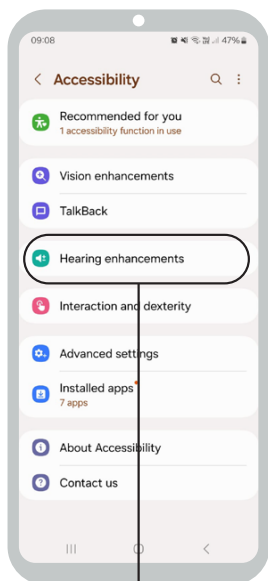 09:08 47%
Accessibility
Recommended for you
1 accessibility function in use
Vision enhancements
TalkBack
Hearing enhancements
Interaction and dexterity
Advanced settings
Installed apps
7 apps
About Accessibility
Contact us